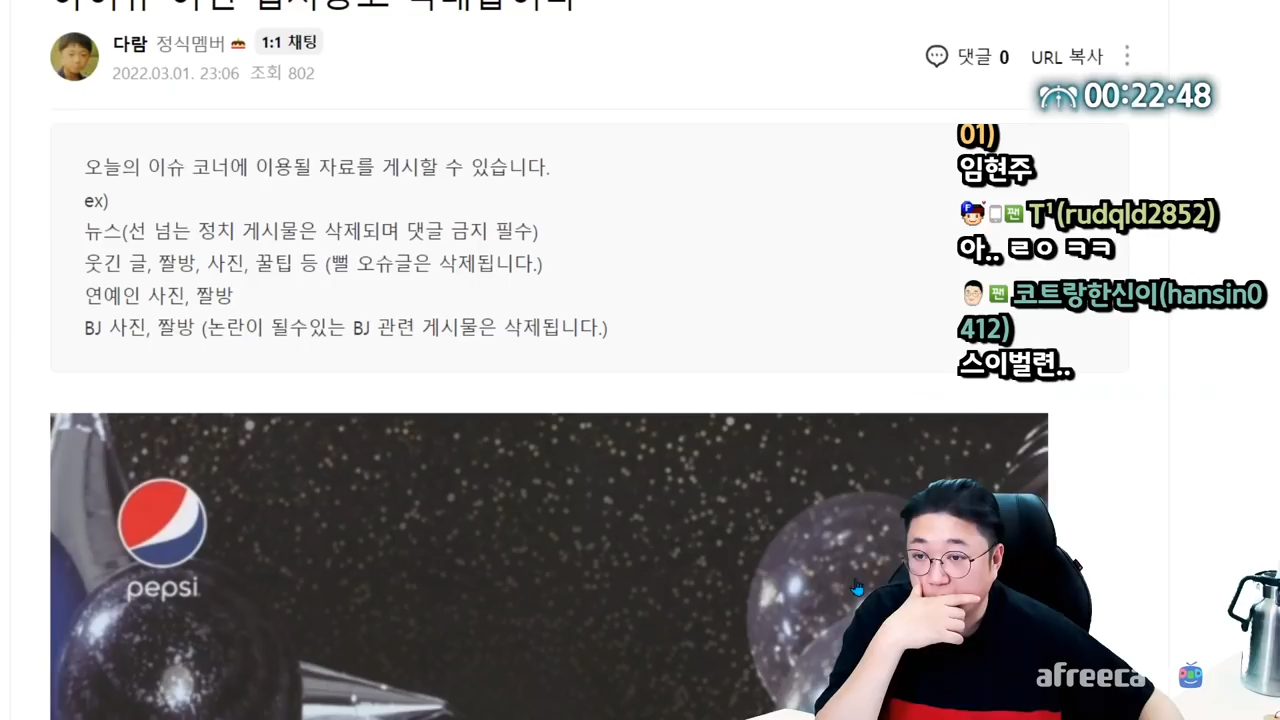 다람 정식멤버 1:1 채팅
2022.03.01. 23:06 조회 802
댓글 0 URL 복사
00:22:48
오늘의 이슈 코너에 이용될 자료를 게시할 수 있습니다.
ex)
뉴스(선 넘는 정치 게시물은 삭제되며 댓글 금지 필수)
웃긴 글, 짤방, 사진, 꿀팁 등 (뻘 오슈글은 삭제됩니다.)
연예인 사진, 짤방
BJ 사진, 짤방 (논란이 될수있는 BJ 관련 게시물은 삭제됩니다.)
01)
임현주
팬 T¹(rudqld2852)
아.. ㄹㅇ ㅋㅋ
팬 코트랑한신이(hansin0
412)
스이벌련..
pepsi
afreeca